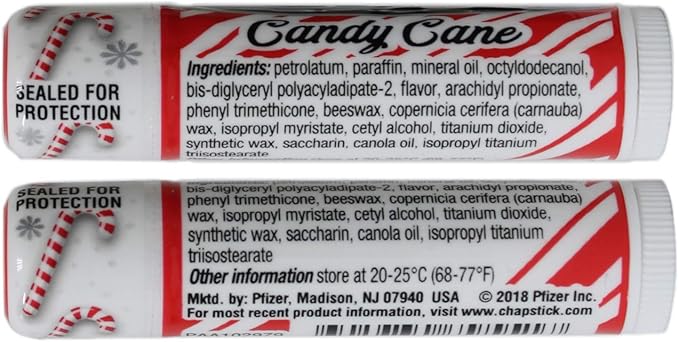 Candy Cane
SEALED FOR
PROTECTION
Ingredients: petrolatum, paraffin, mineral oil, octyldodecanol,
bis-diglyceryl polyacyladipate-2, flavor, arachidyl propionate,
phenyl trimethicone, beeswax, copernicia cerifera (carnauba)
wax, isopropyl myristate, cetyl alcohol, titanium dioxide,
synthetic wax, saccharin, canola oil, isopropyl titanium
triisostearate
SEALED FOR
PROTECTION
bis-diglyceryl polyacyladipate-2, flavor, arachidyl propionate,
phenyl trimethicone, beeswax, copernicia cerifera (carnauba)
wax, isopropyl myristate, cetyl alcohol, titanium dioxide,
synthetic wax, saccharin, canola oil, isopropyl titanium
triisostearate
Other information store at 20-25°C (68-77°F)
Mktd. by: Pfizer, Madison, NJ 07940 USA © 2018 Pfizer Inc.
For most recent product information, visit www.chapstick.com.